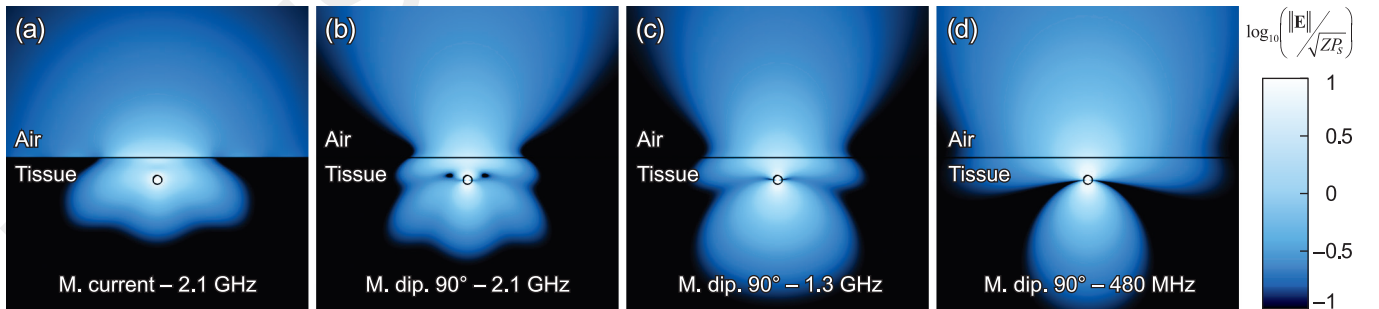 (a)
Air
Tissue
M. current – 2.1 GHz
(b)
Air
Tissue
M. dip. 90° – 2.1 GHz
(c)
Air
Tissue
M. dip. 90° – 1.3 GHz
(d)
Air
Tissue
M. dip. 90° – 480 MHz
log₁₀(‖E‖/√ZPₛ)
1
0.5
0
–0.5
–1